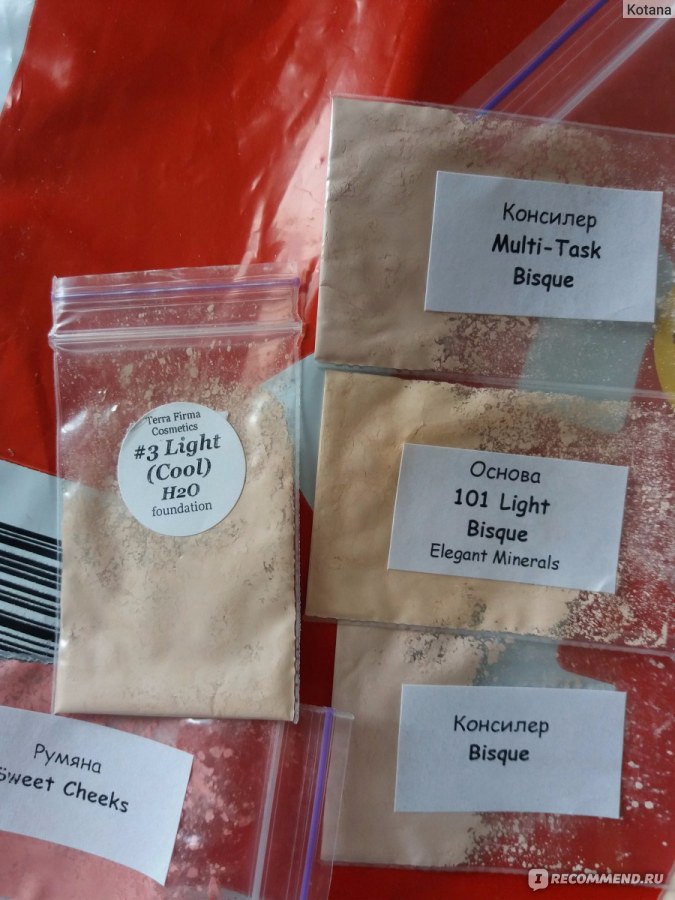 Kotana
Консилер
Multi-Task
Bisque
Terra Firma
Cosmetics
#3 Light
(Cool)
H2O
foundation
Основа
101 Light
Bisque
Elegant Minerals
Консилер
Bisque
Румяна
Sweet Cheeks
IRECOMMEND.RU